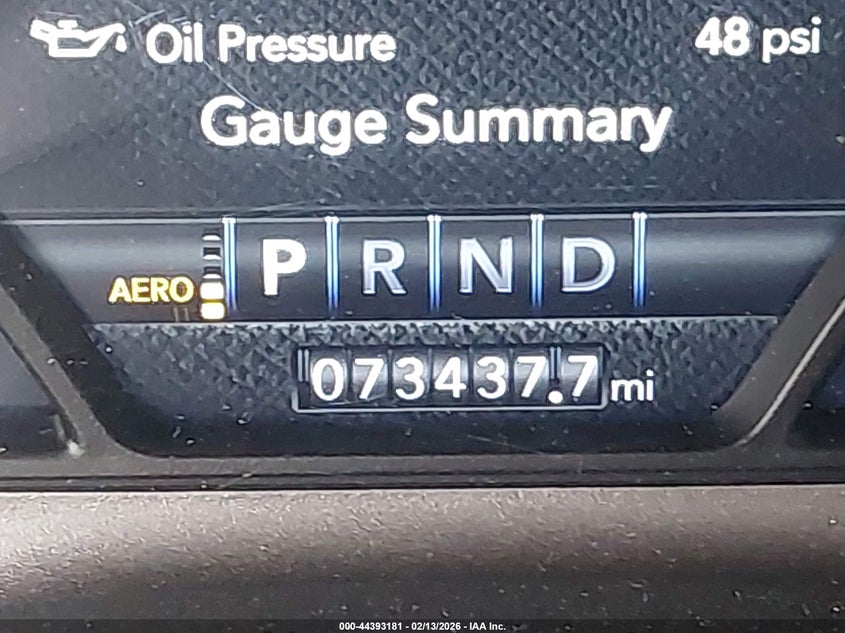 Oil Pressure 48 psi
Gauge Summary
P R N D
AERO
073437.7 mi
000-44393181 - 02/13/2026 - IAA Inc.